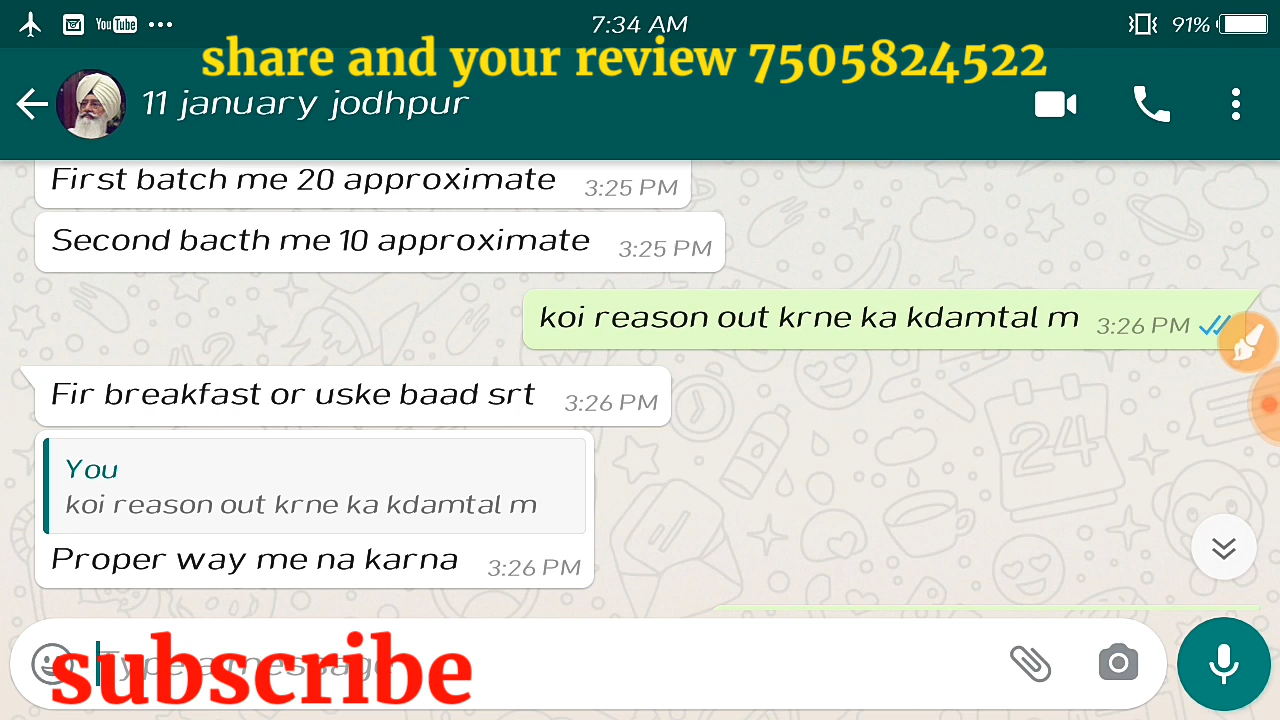 YouTube
7:34 AM
91%
share and your review 7505824522
11 january jodhpur
First batch me 20 approximate 3:25 PM
Second bacth me 10 approximate 3:25 PM
koi reason out krne ka kdamtal m 3:26 PM
Fir breakfast or uske baad srt 3:26 PM
You
koi reason out krne ka kdamtal m
Proper way me na karna 3:26 PM
Type a message
subscribe
24